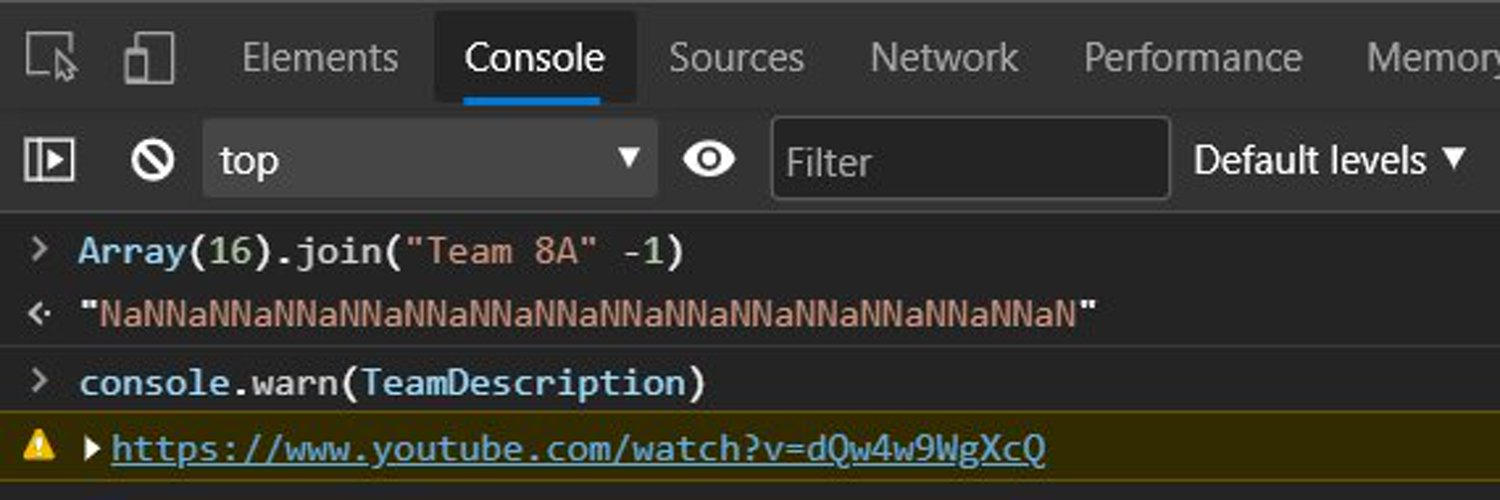 Elements Console Sources Network Performance Memory
top Filter Default levels
Array(16).join("Team 8A" -1)
"NaNNaNNaNNaNNaNNaNNaNNaNNaNNaNNaNNaNNaNNaNNaN"
console.warn(TeamDescription)
https://www.youtube.com/watch?v=dQw4w9WgXcQ